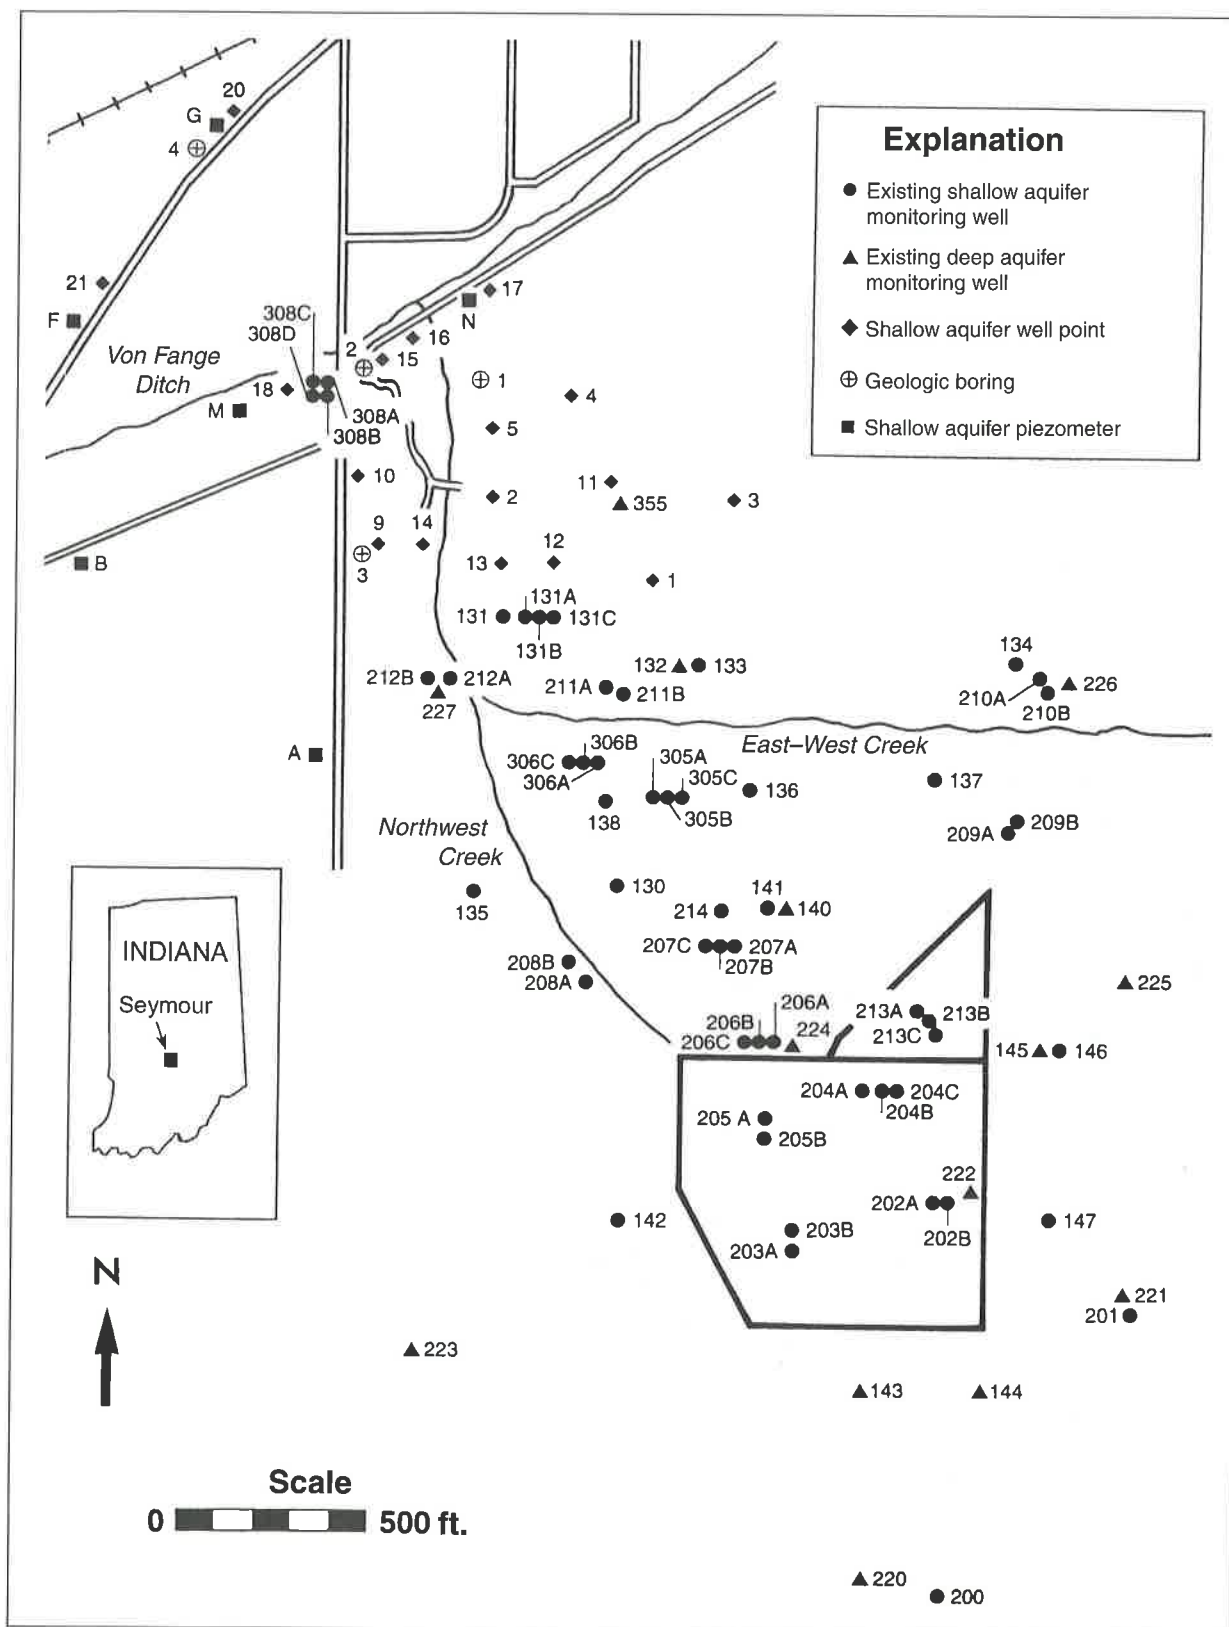 20
G
4
Explanation
Existing shallow aquifer
monitoring well
Existing deep aquifer
monitoring well
Shallow aquifer well point
Geologic boring
Shallow aquifer piezometer
21
F
17
N
308C
308D
16
2
15
Von Fange
Ditch
18
M
308A
308B
1
4
5
10
2
11
355
3
9
14
3
B
13
12
1
131A
131
131C
131B
132
133
134
212B
212A
227
211A
211B
210A
226
210B
A
East–West Creek
306B
306C
306A
305A
305C
305B
136
137
138
209B
209A
Northwest
Creek
135
130
141
140
214
207C
207A
207B
208B
208A
225
206A
206B
206C
224
213A
213B
213C
145
146
204A
204C
204B
205 A
205B
222
202A
202B
142
203B
203A
147
221
201
INDIANA
Seymour
N
223
143
144
Scale
0
500 ft.
220
200